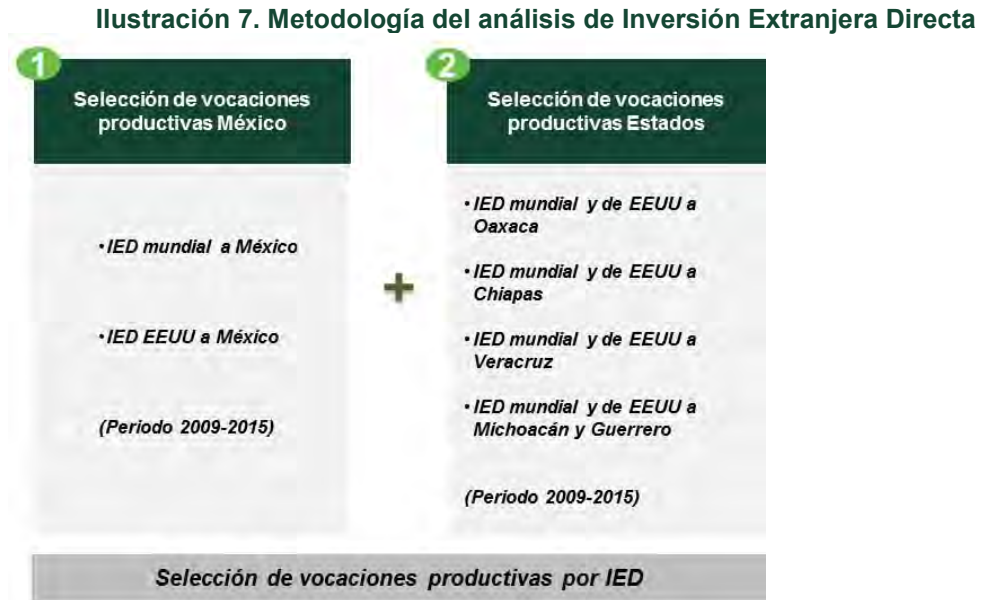 Ilustración 7. Metodología del análisis de Inversión Extranjera Directa
1
Selección de vocaciones
productivas México
•IED mundial a México
•IED EEUU a México
(Periodo 2009-2015)
+
2
Selección de vocaciones
productivas Estados
•IED mundial y de EEUU a
Oaxaca
•IED mundial y de EEUU a
Chiapas
•IED mundial y de EEUU a
Veracruz
•IED mundial y de EEUU a
Michoacán y Guerrero
(Periodo 2009-2015)
Selección de vocaciones productivas por IED